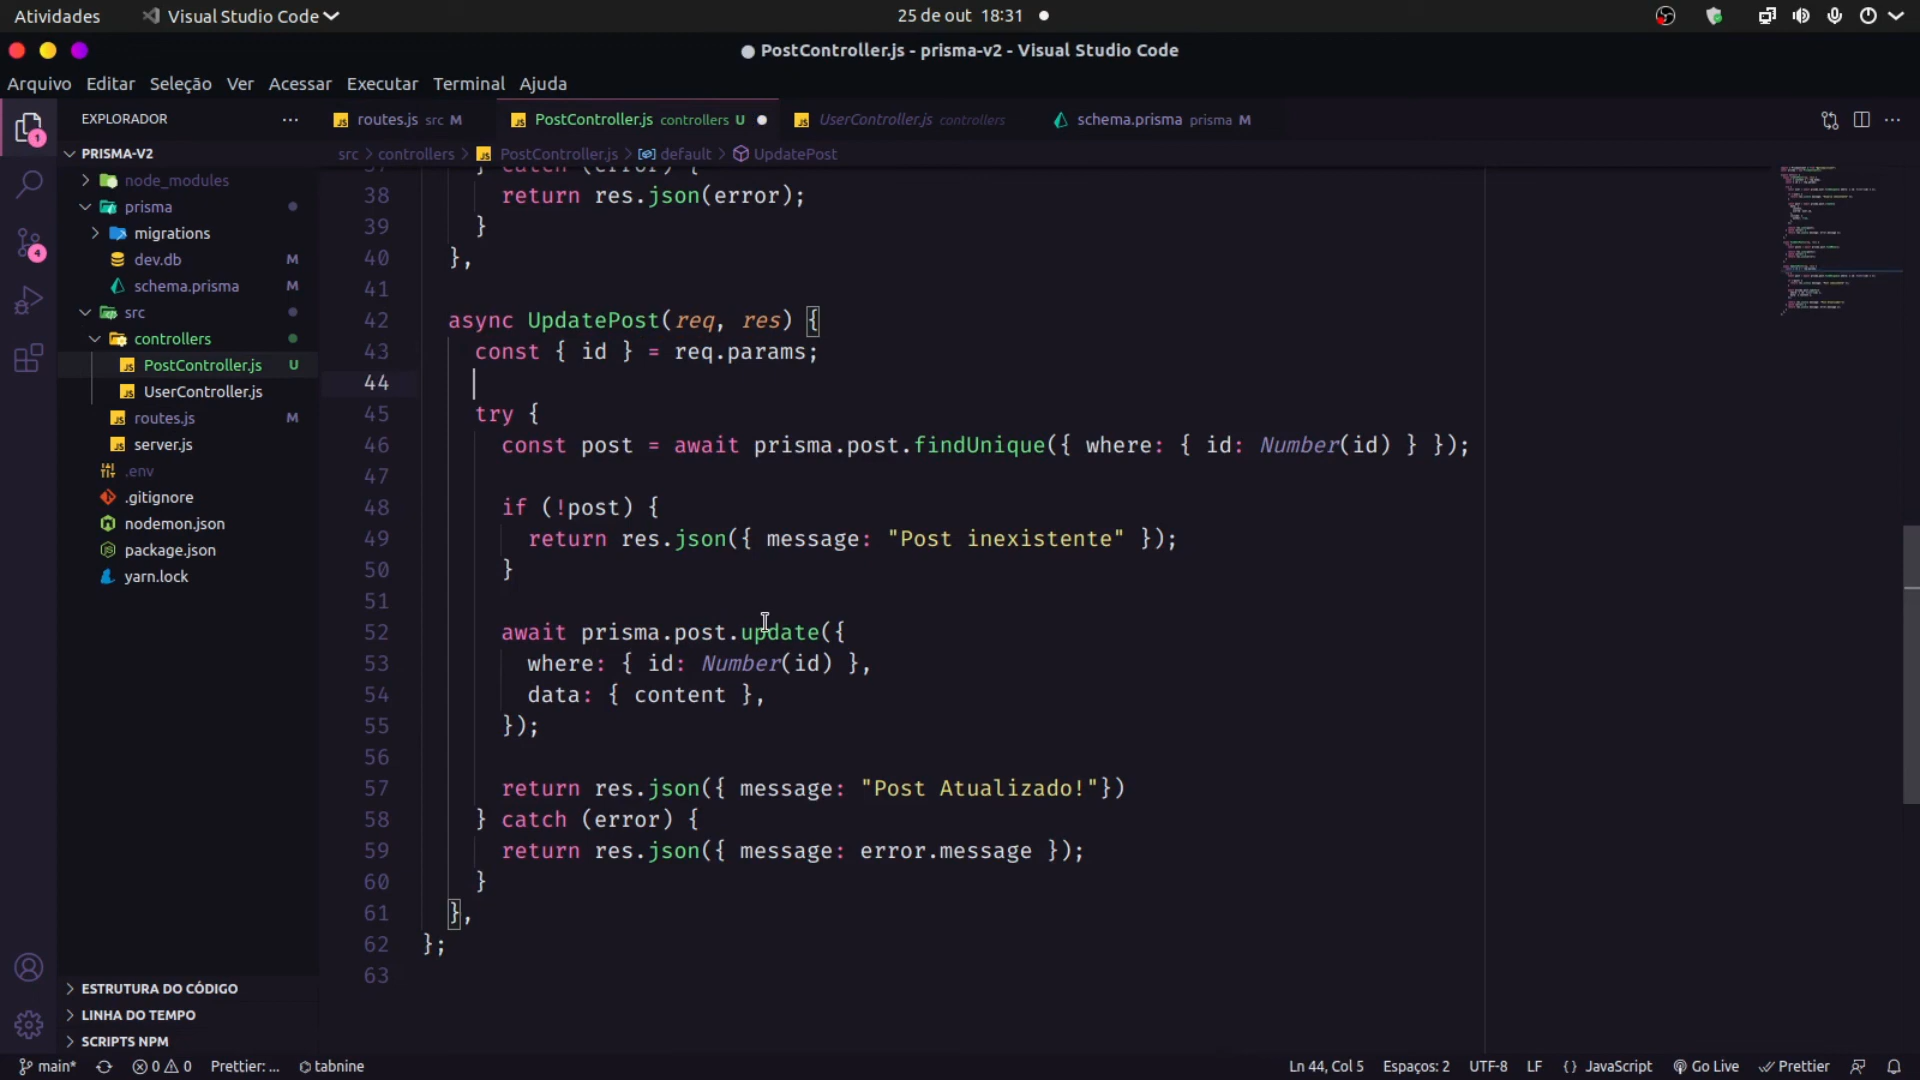 Atividades Visual Studio Code 25 de out 18:31
PostController.js - prisma-v2 - Visual Studio Code
Arquivo Editar Seleção Ver Acessar Executar Terminal Ajuda
EXPLORADOR
routes.js src M
PostController.js controllers U
UserController.js controllers
schema.prisma prisma M
src > controllers > PostController.js > default > UpdatePost
1
4
PRISMA-V2
node_modules
prisma
migrations
dev.db M
schema.prisma M
src
controllers
PostController.js U
UserController.js
routes.js M
server.js
.env
.gitignore
nodemon.json
package.json
yarn.lock
ESTRUTURA DO CÓDIGO
LINHA DO TEMPO
SCRIPTS NPM
37 } catch (error) {
38 return res.json(error);
39 }
40 },
41
42 async UpdatePost(req, res) {
43 const { id } = req.params;
44
45 try {
46 const post = await prisma.post.findUnique({ where: { id: Number(id) } });
47
48 if (!post) {
49 return res.json({ message: "Post inexistente" });
50 }
51
52 await prisma.post.update({
53 where: { id: Number(id) },
54 data: { content },
55 });
56
57 return res.json({ message: "Post Atualizado!"})
58 } catch (error) {
59 return res.json({ message: error.message });
60 }
61 },
62 };
63
main* 0 0 Prettier: ... tabnine Ln 44, Col 5 Espaços: 2 UTF-8 LF {} JavaScript Go Live Prettier